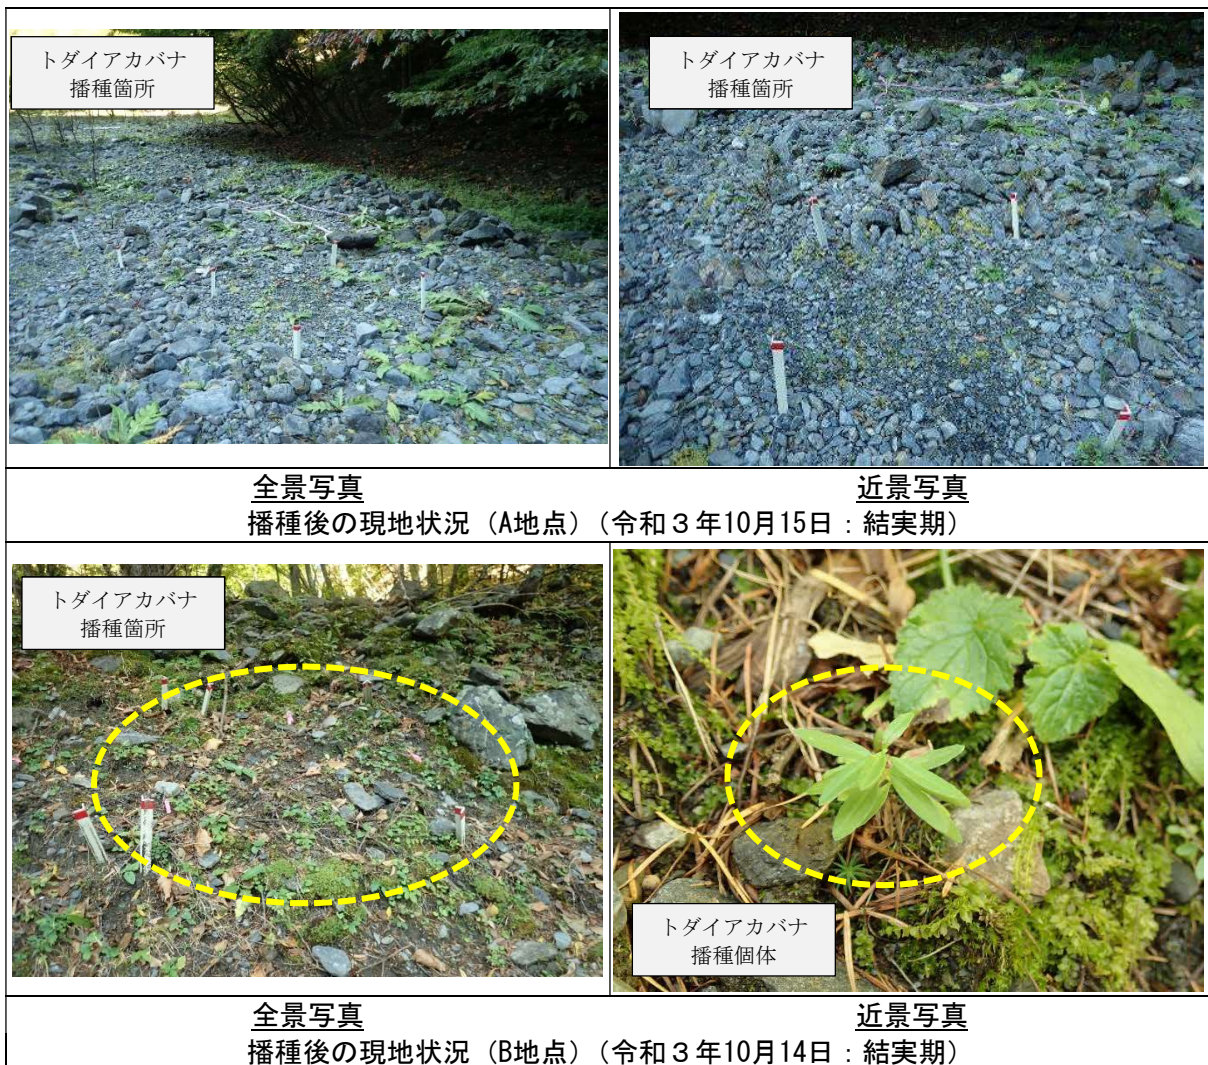 トダイアカバナ
播種箇所
トダイアカバナ
播種箇所
全景写真
近景写真
播種後の現地状況（A地点）（令和３年10月15日：結実期）
トダイアカバナ
播種箇所
トダイアカバナ
播種個体
全景写真
近景写真
播種後の現地状況（B地点）（令和３年10月14日：結実期）